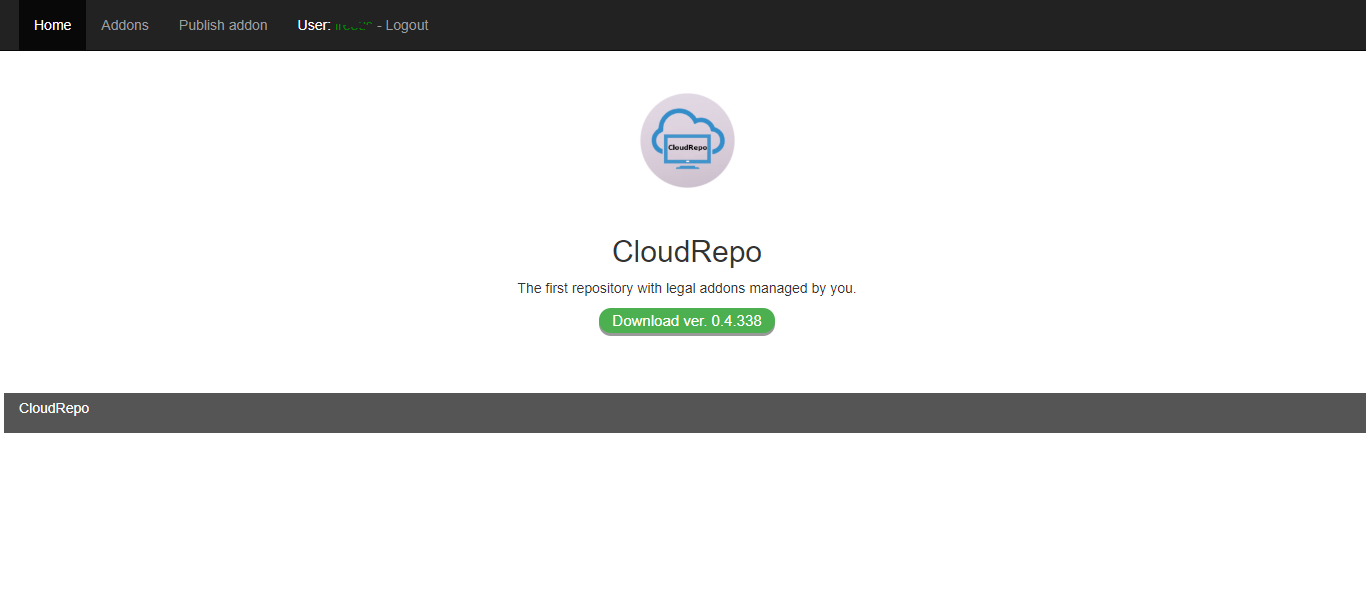 Home Addons Publish addon User: - Logout
CloudRepo
CloudRepo
The first repository with legal addons managed by you.
Download ver. 0.4.338
CloudRepo